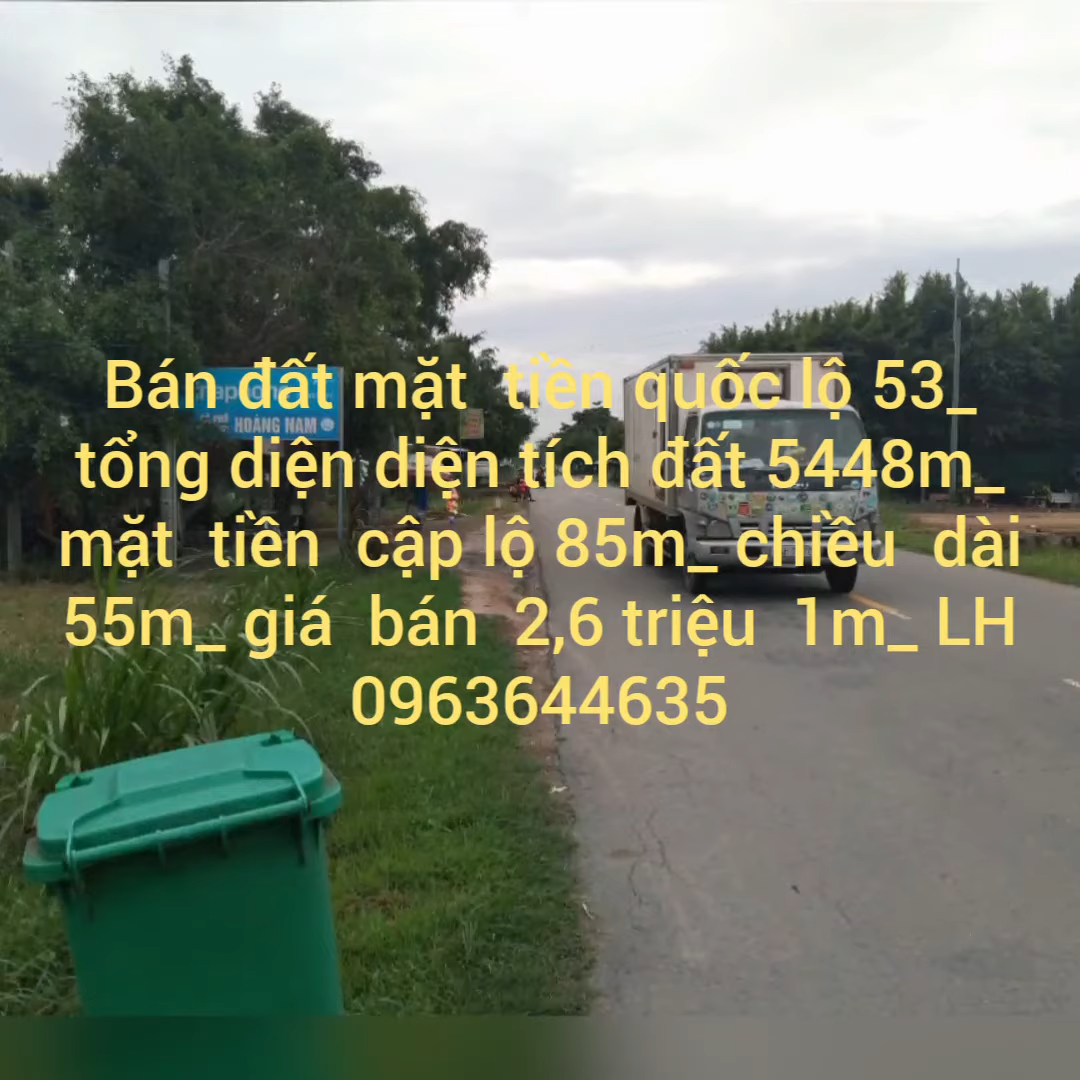 Bán đất mặt tiền quốc lộ 53_
tổng diện diện tích đất 5448m_
mặt tiền cập lộ 85m_ chiều dài
55m_ giá bán 2,6 triệu 1m_ LH
0963644635
HOÀNG NAM